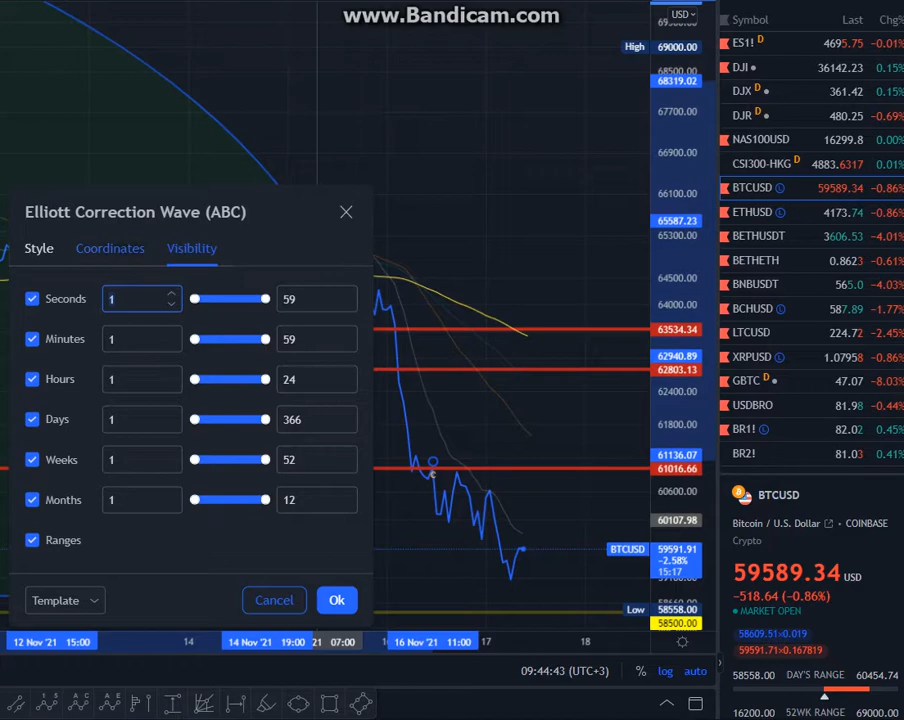 www.Bandicam.com
USD
High 69000.00
68500.00
68319.02
67700.00
66900.00
66100.00
65587.23
65300.00
64500.00
64000.00
63534.34
62940.89
62803.13
62400.00
61800.00
61136.07
61016.66
60600.00
60107.98
BTCUSD 59591.91
-2.58%
15:17
Low 58558.00
58500.00
Elliott Correction Wave (ABC)
Style Coordinates Visibility
Seconds 1 59
Minutes 1 59
Hours 1 24
Days 1 366
Weeks 1 52
Months 1 12
Ranges
Template Cancel Ok
12 Nov '21 15:00 14 14 Nov '21 19:00 21 07:00 16 Nov '21 11:00 17 18
09:44:43 (UTC+3) % log auto
Symbol Last Chg%
ES1! D 4695.75 -0.01%
DJI 36142.23 0.15%
DJX D 361.42 0.15%
DJR D 480.25 -0.69%
NAS100USD 16299.8 0.00%
CSI300-HKG D 4883.6317 0.01%
BTCUSD L 59589.34 -0.86%
ETHUSD L 4173.74 -0.86%
BETHUSDT 3606.53 -4.01%
BETHETH 0.8623 -0.61%
BNBUSDT 565.0 -4.03%
BCHUSD L 587.89 -1.77%
LTCUSD 224.72 -2.45%
XRPUSD L 1.07958 -0.86%
GBTC D 47.07 -8.03%
USDBRO 81.98 -0.44%
BR1! L 82.02 0.45%
BR2! 81.03 0.41%
BTCUSD
Bitcoin / U.S. Dollar • COINBASE
Crypto
59589.34 USD
-518.64 (-0.86%)
MARKET OPEN
58609.51x0.019
59591.71x0.167819
58558.00 DAY'S RANGE 60454.74
16200.00 52WK RANGE 69000.00